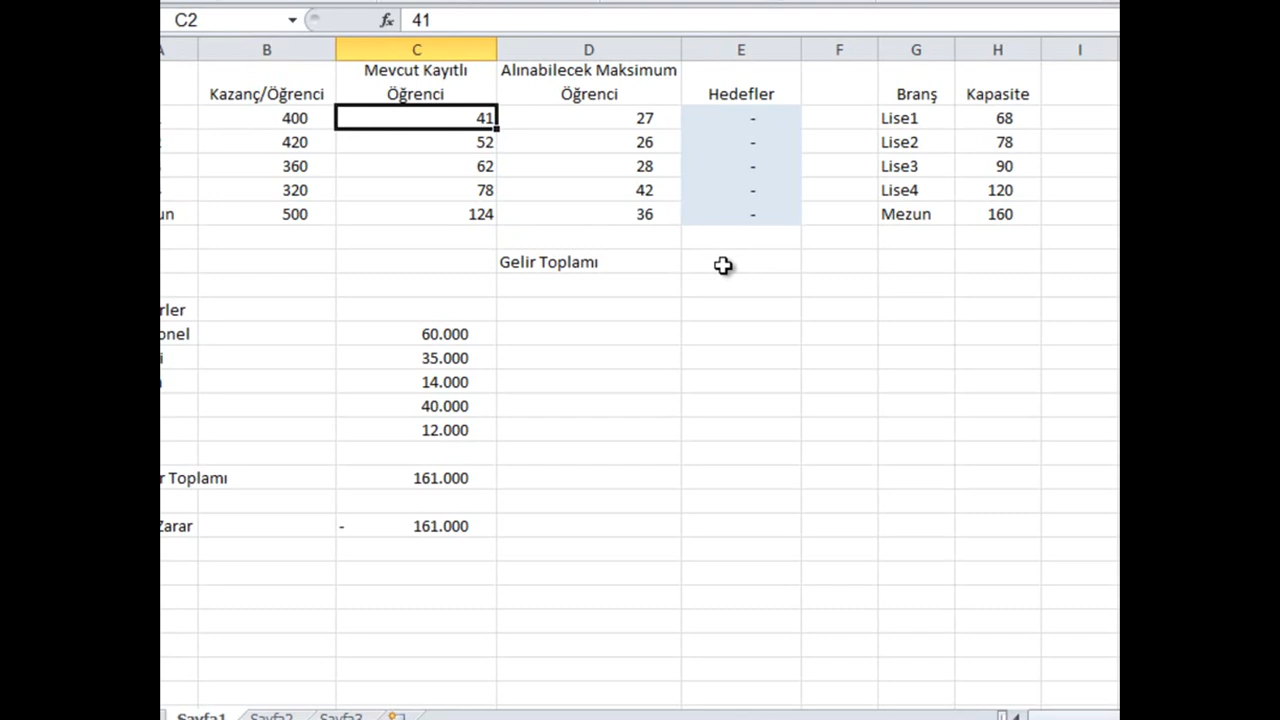 C2 fx 41
A B C D E F G H I
Mevcut Kayıtlı Alınabilecek Maksimum
Kazanç/Öğrenci Öğrenci Öğrenci Hedefler Branş Kapasite
400 41 27 - Lise1 68
420 52 26 - Lise2 78
360 62 28 - Lise3 90
320 78 42 - Lise4 120
un 500 124 36 - Mezun 160
Gelir Toplamı
rler
onel 60.000
i 35.000
14.000
40.000
12.000
r Toplamı 161.000
Zarar - 161.000
Sayfa1 Sayfa2 Sayfa3